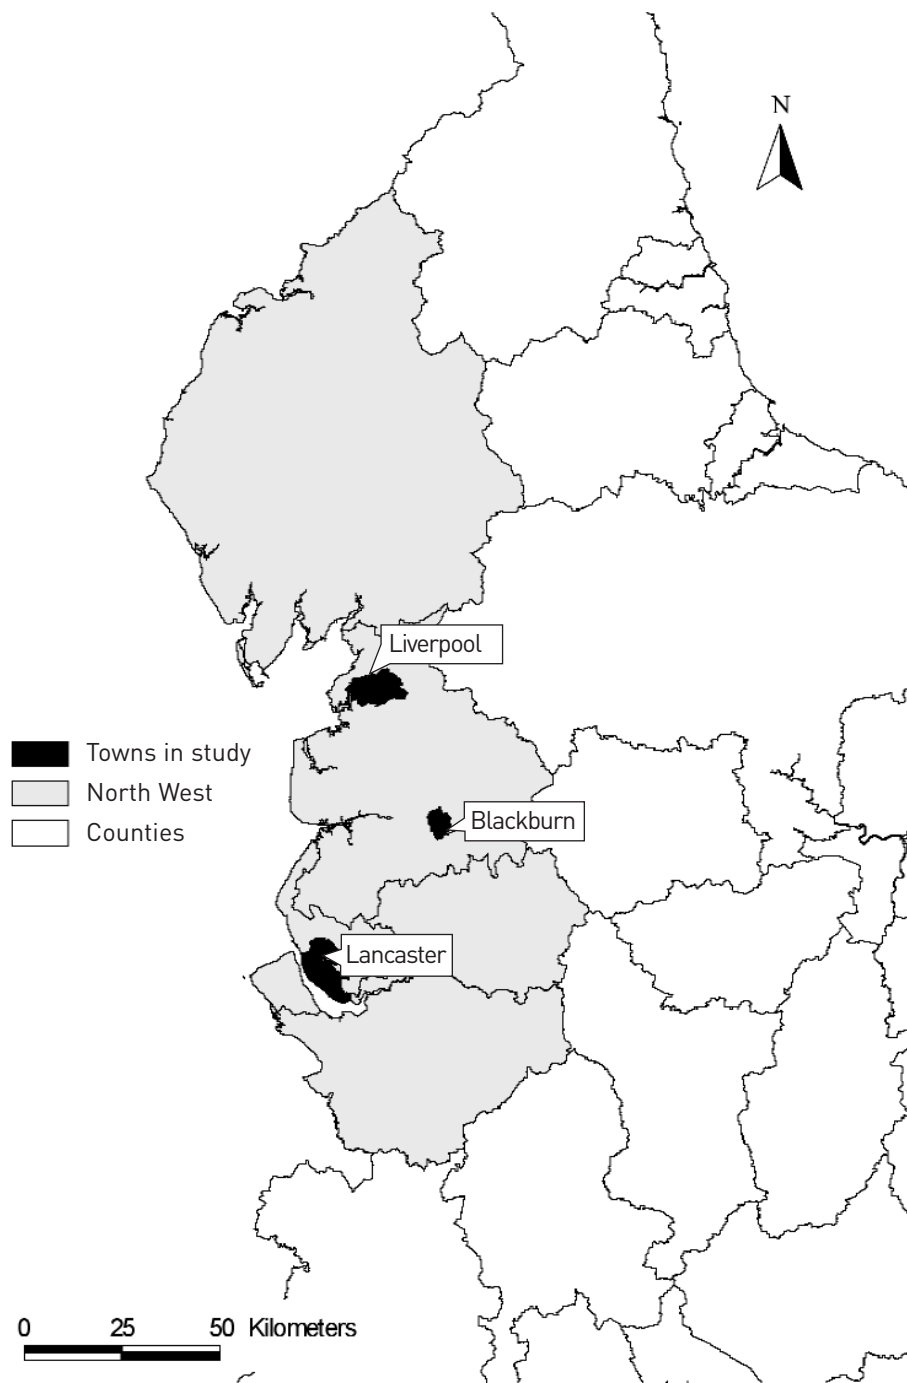 N
Liverpool
Towns in study
North West
Counties
Blackburn
Lancaster
0 25 50 Kilometers